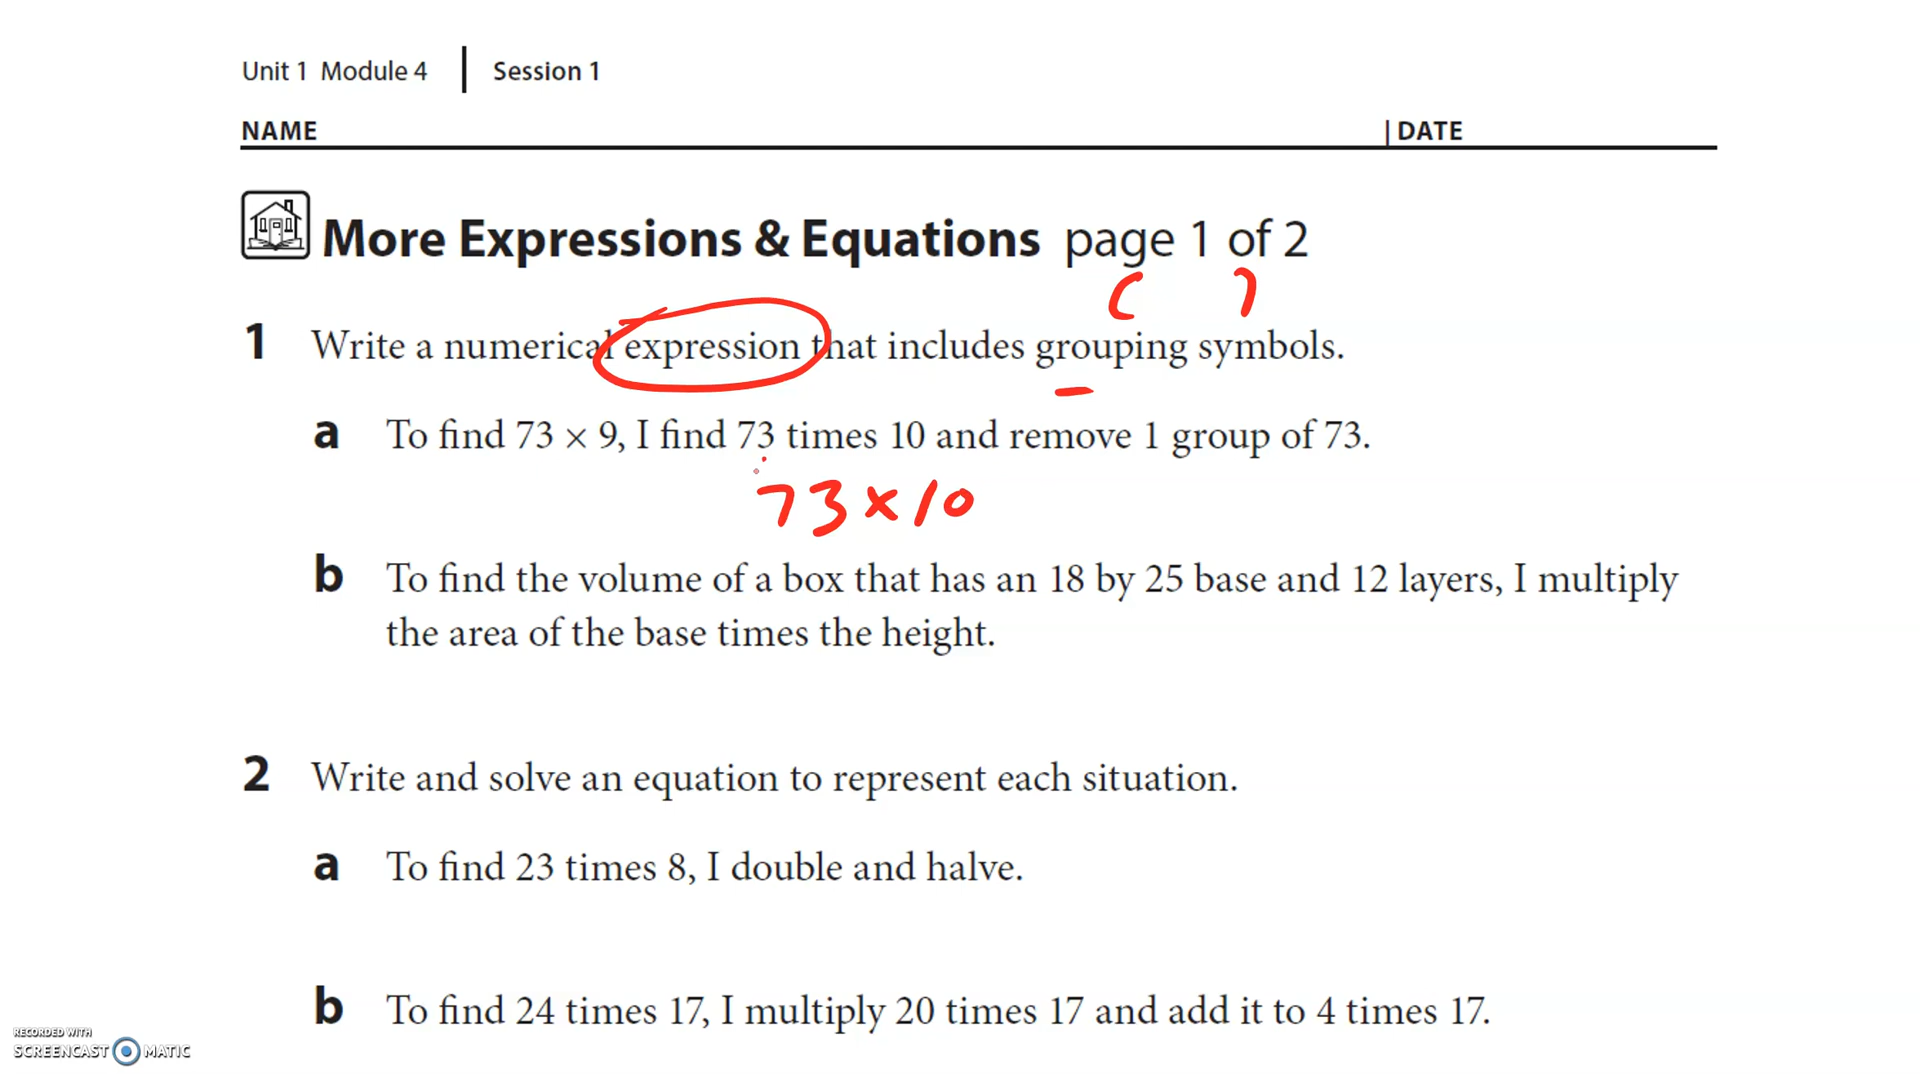 Unit 1 Module 4 | Session 1
NAME | DATE
More Expressions & Equations page 1 of 2
( )
1 Write a numerical expression that includes grouping symbols.
a To find 73 × 9, I find 73 times 10 and remove 1 group of 73.
73 × 10
b To find the volume of a box that has an 18 by 25 base and 12 layers, I multiply
the area of the base times the height.
2 Write and solve an equation to represent each situation.
a To find 23 times 8, I double and halve.
b To find 24 times 17, I multiply 20 times 17 and add it to 4 times 17.
RECORDED WITH
SCREENCAST MATIC